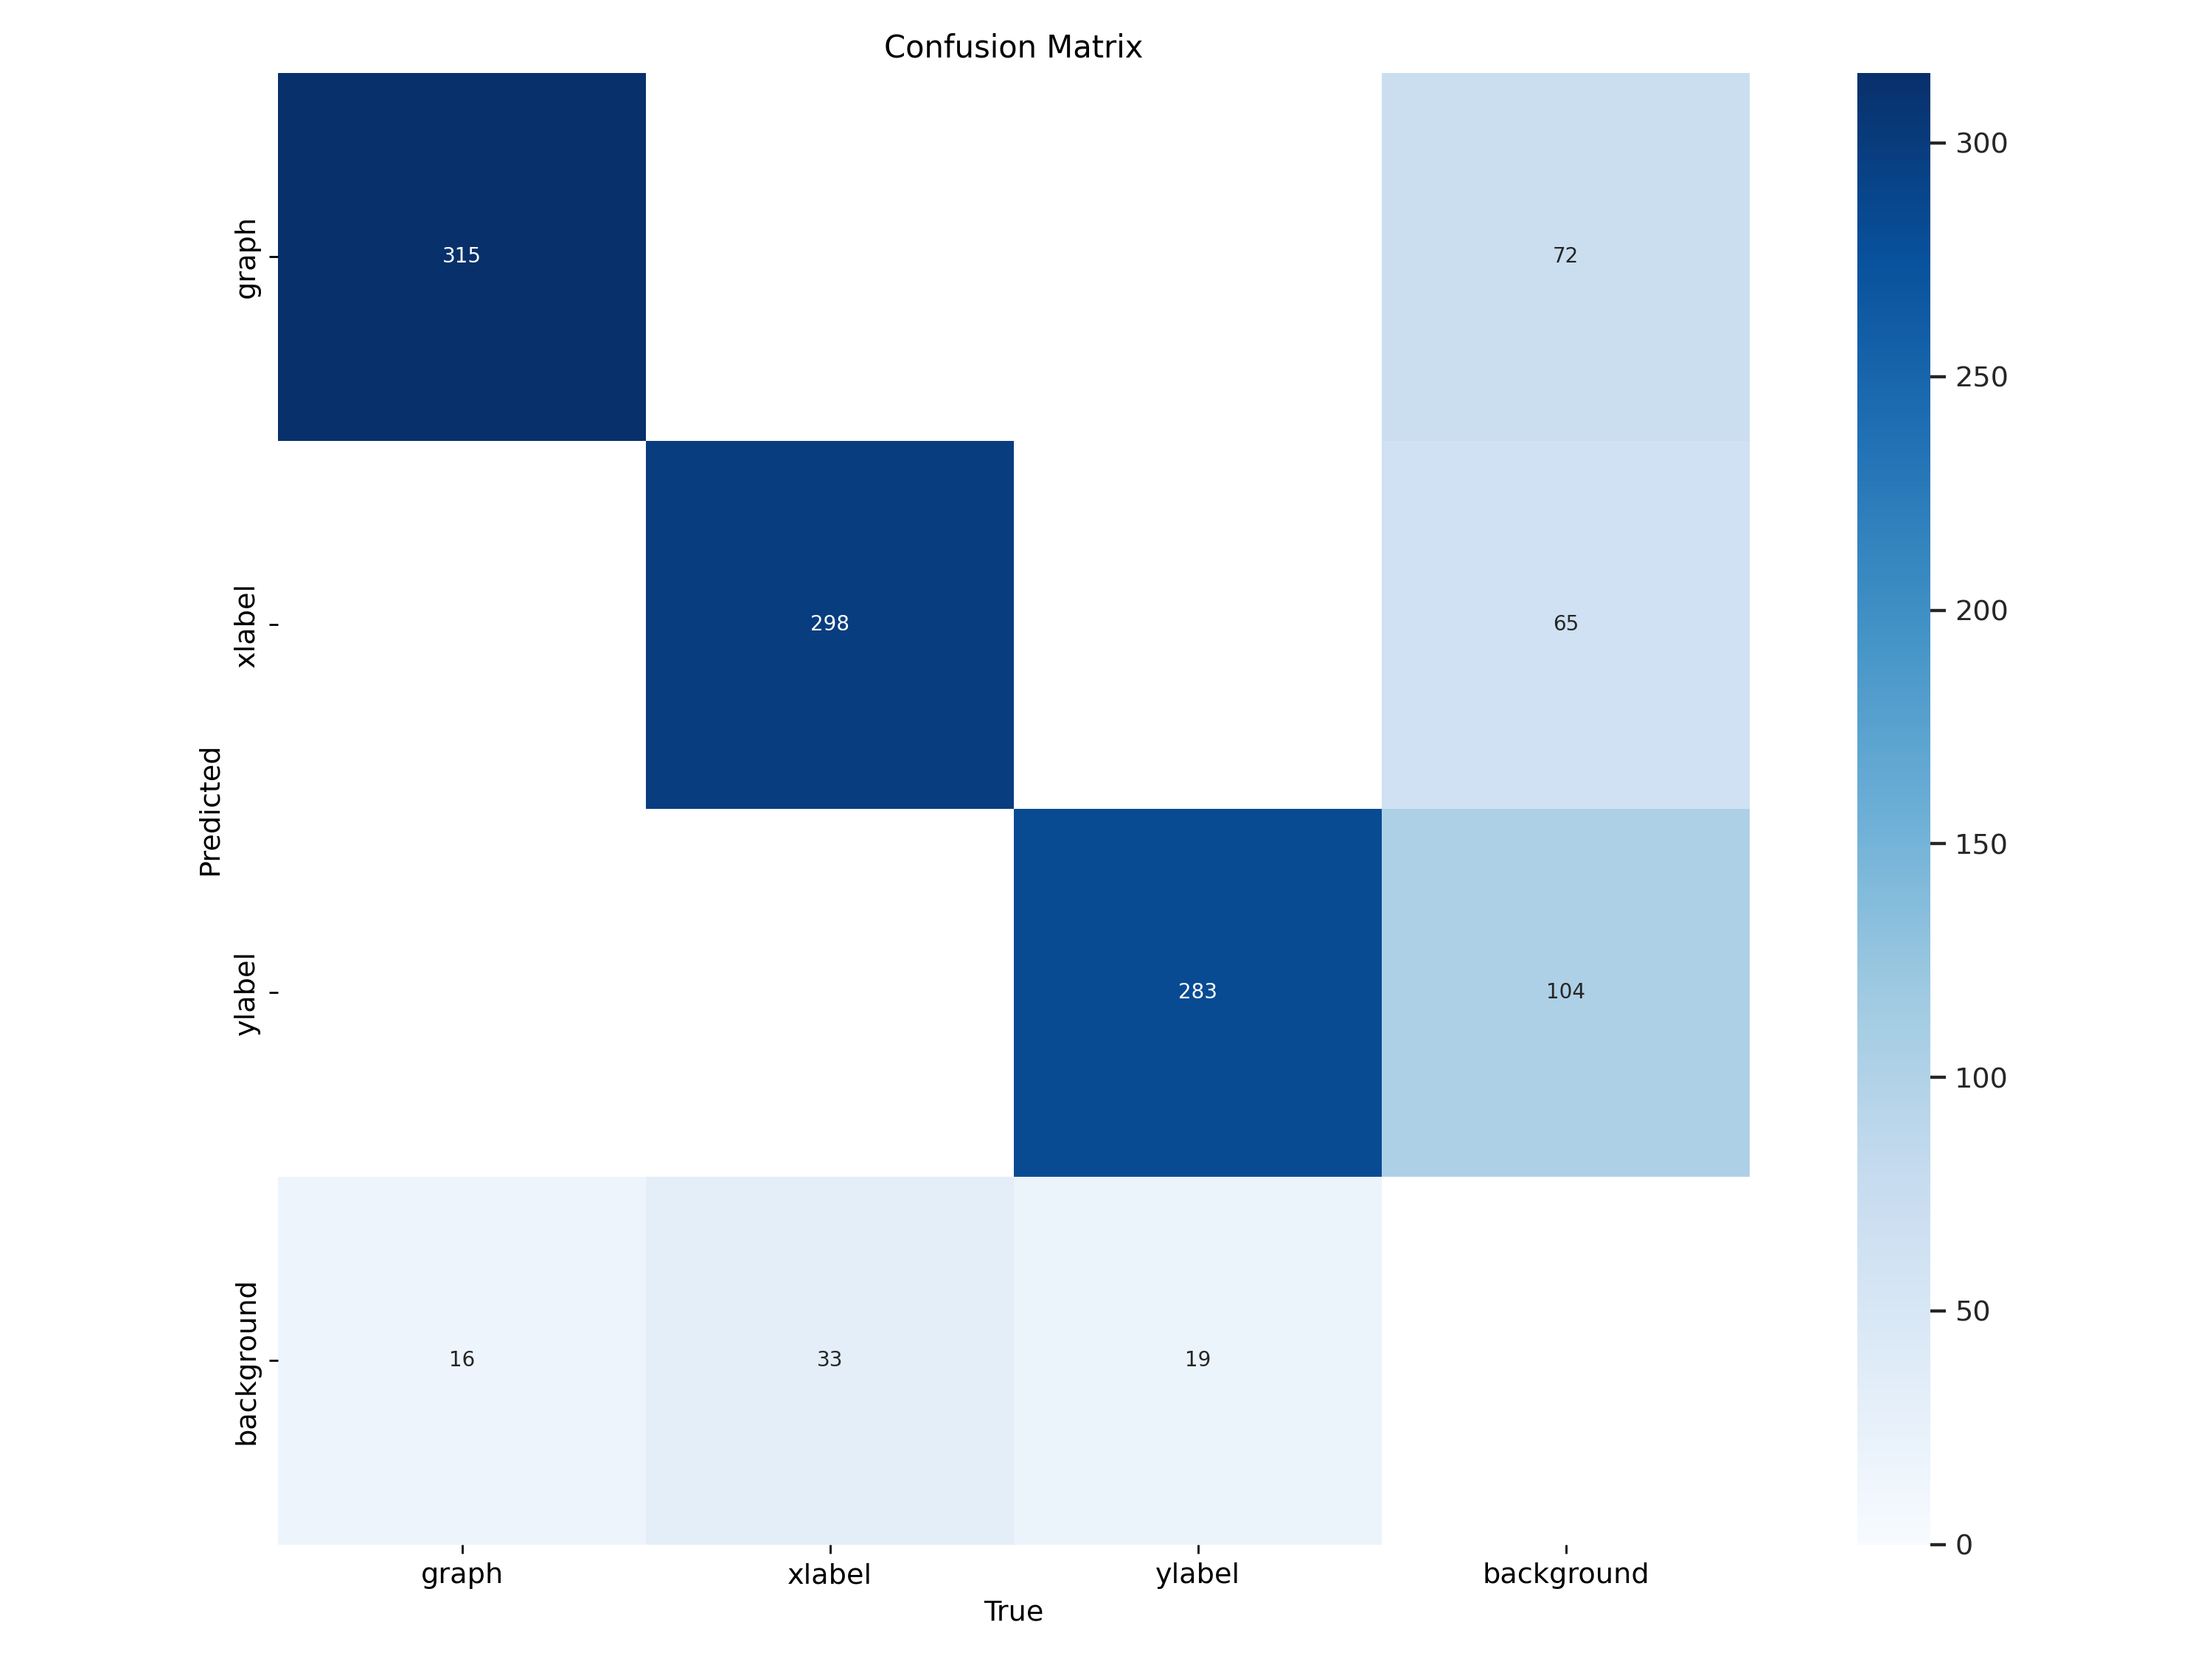 Confusion Matrix
graph
315
72
xlabel
298
65
ylabel
283
104
background
16
33
19
Predicted
graph
xlabel
ylabel
background
True
300
250
200
150
100
50
0